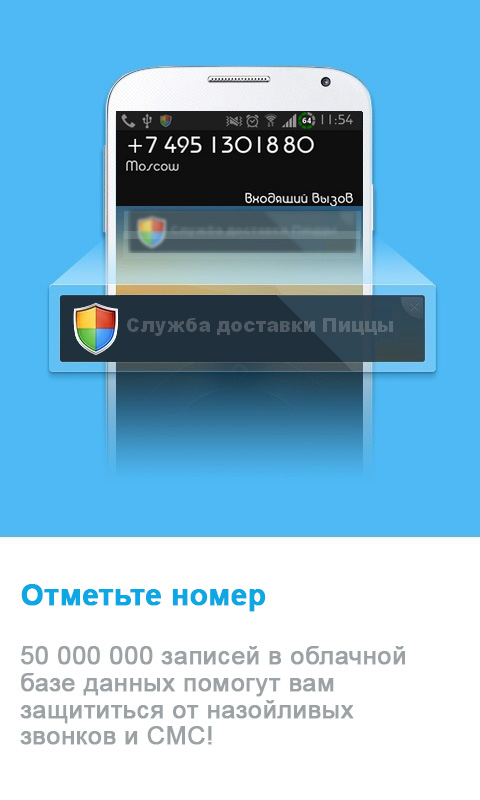 64 11:54
+7 495 1301880
Moscow
Входящий вызов
Служба доставки Пиццы
Служба доставки Пиццы
Отметьте номер
50 000 000 записей в облачной
базе данных помогут вам
защититься от назойливых
звонков и СМС!